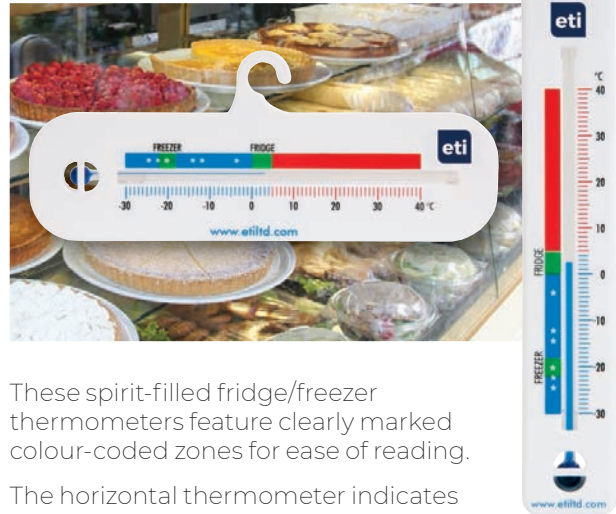 eti
FREEZER FRIDGE
-30 -20 -10 0 10 20 30 40 °C
www.etiltd.com
These spirit-filled fridge/freezer
thermometers feature clearly marked
colour-coded zones for ease of reading.
The horizontal thermometer indicates
eti
°C
40
30
20
10
FRIDGE
0
-10
FREEZER
-20
-30
www.etiltd.com